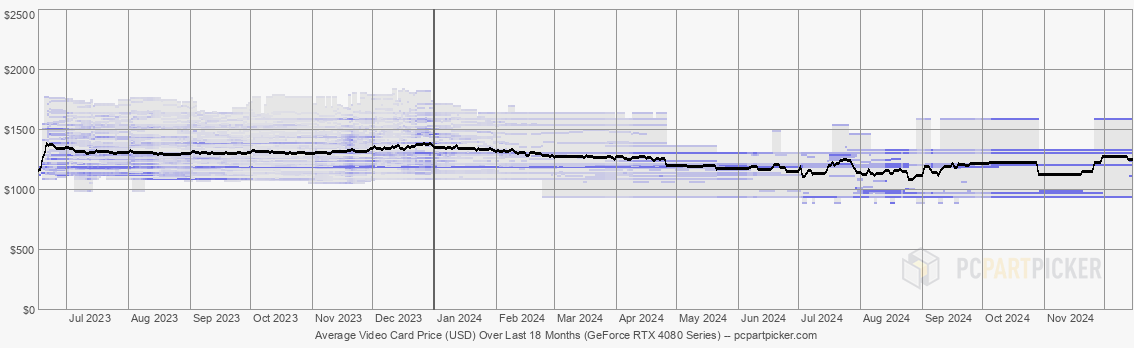 $2500
$2000
$1500
$1000
$500
$0
PCPARTPICKER
Jul 2023 Aug 2023 Sep 2023 Oct 2023 Nov 2023 Dec 2023 Jan 2024 Feb 2024 Mar 2024 Apr 2024 May 2024 Jun 2024 Jul 2024 Aug 2024 Sep 2024 Oct 2024 Nov 2024
Average Video Card Price (USD) Over Last 18 Months (GeForce RTX 4080 Series) -- pcpartpicker.com